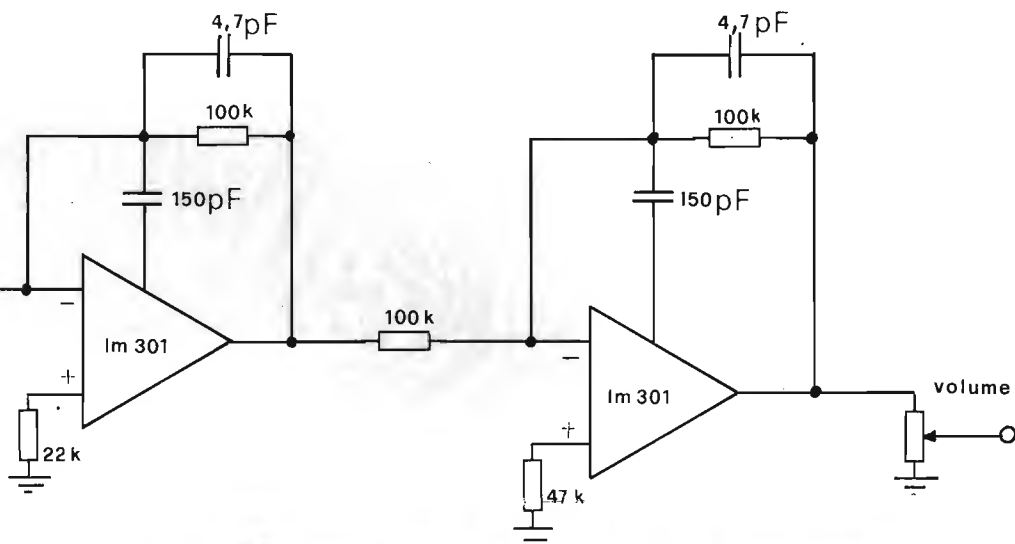 4,7pF
4,7pF
100k
100k
150pF
150pF
−
lm 301
+
22k
100k
−
lm 301
+
47k
volume